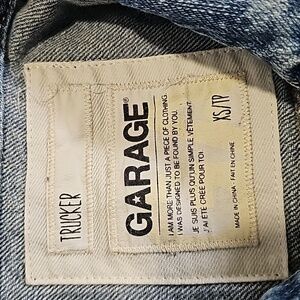 TRUCKER
GARAGE®
I AM MORE THAN JUST A PIECE OF CLOTHING
I WAS DESIGNED TO BE FOUND BY YOU.
JE SUIS PLUS QU'UN SIMPLE VÊTEMENT
J'AI ÉTÉ CRÉÉ POUR TOI.
XS/TP
MADE IN CHINA · FAIT EN CHINE